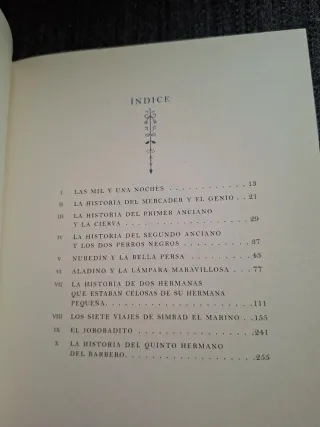 ÍNDICE
I LAS MIL Y UNA NOCHES . . . . . . . . . . . 13
II LA HISTORIA DEL MERCADER Y EL GENIO . . 21
III LA HISTORIA DEL PRIMER ANCIANO
Y LA CIERVA . . . . . . . . . . . . . . . . . 29
IV LA HISTORIA DEL SEGUNDO ANCIANO
Y LOS DOS PERROS NEGROS . . . . . . . . . . 37
V NUREDÍN Y LA BELLA PERSA . . . . . . . . . 43
VI ALADINO Y LA LÁMPARA MARAVILLOSA . . . . 77
VII LA HISTORIA DE DOS HERMANAS
QUE ESTABAN CELOSAS DE SU HERMANA
PEQUEÑA. . . . . . . . . . . . . . . . . . 111
VIII LOS SIETE VIAJES DE SIMBAD EL MARINO . . 155
IX EL JOROBADITO . . . . . . . . . . . . . . 241
X LA HISTORIA DEL QUINTO HERMANO
DEL BARBERO. . . . . . . . . . . . . . . . 255